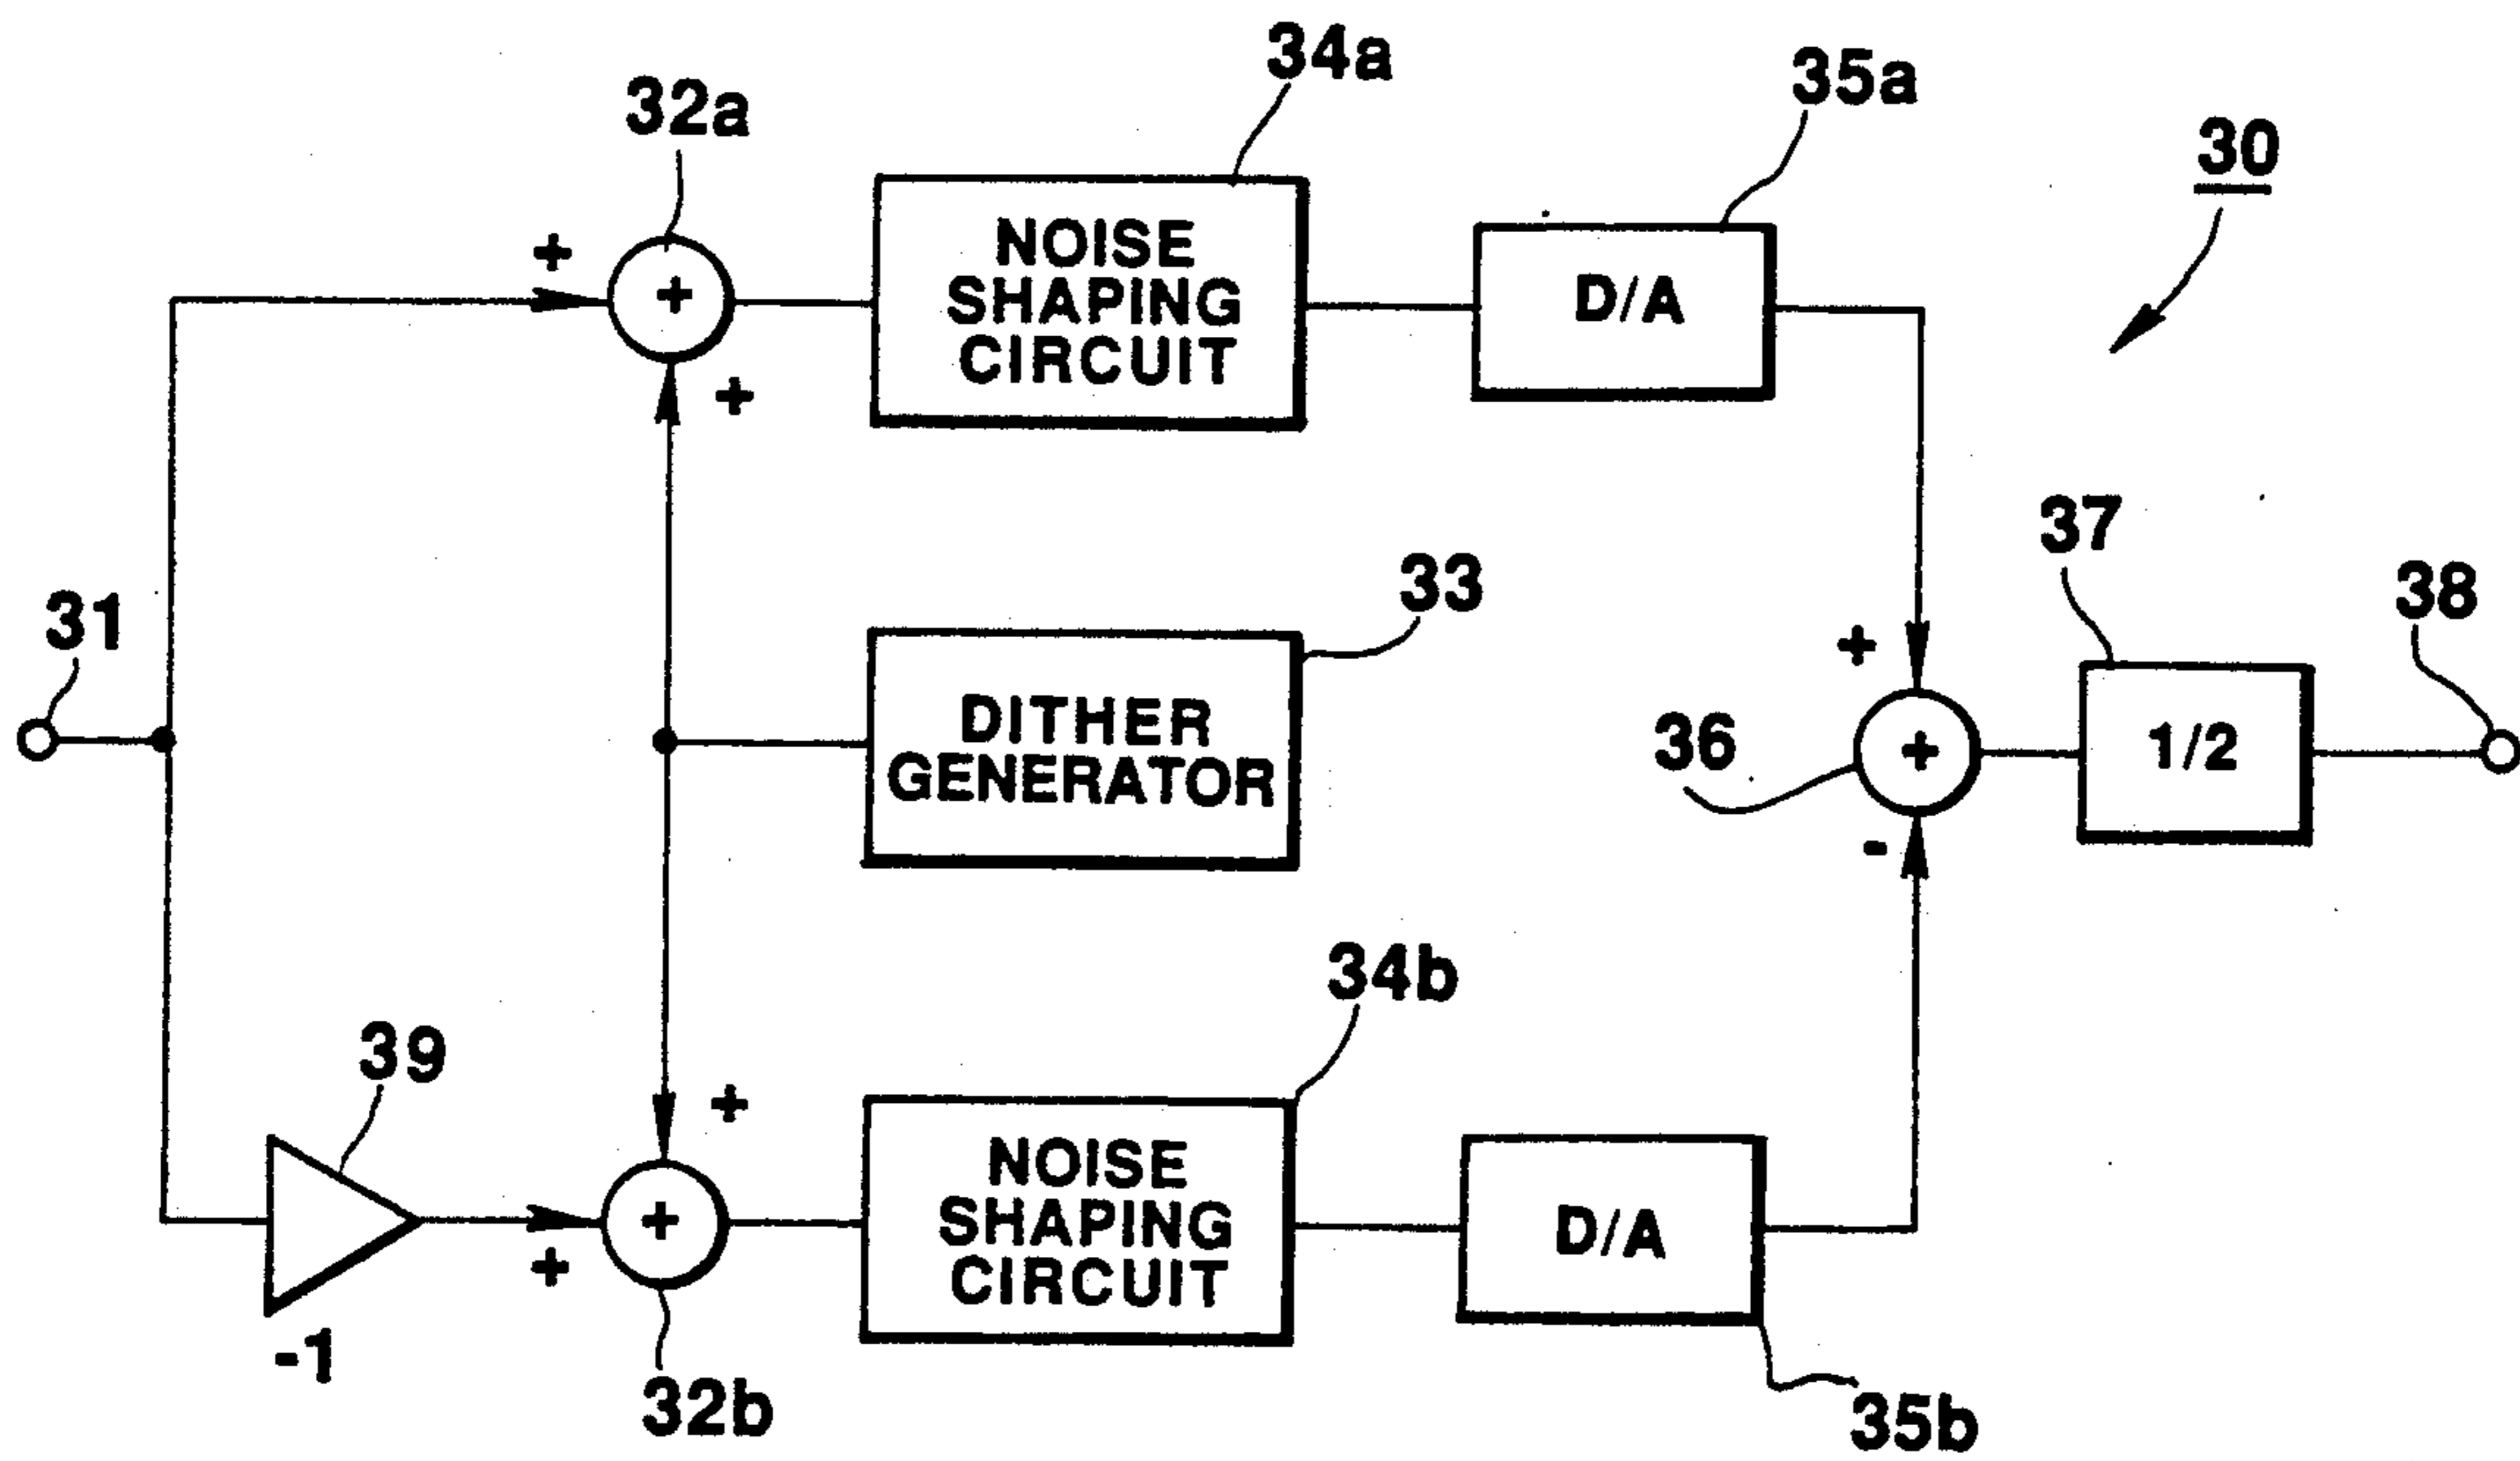 34a
35a
32a
30
+
NOISE
SHAPING
CIRCUIT
D/A
+
+
37
33
38
31
+
DITHER
GENERATOR
36
+
1/2
-
34b
39
+
NOISE
SHAPING
CIRCUIT
D/A
+
+
-1
32b
35b